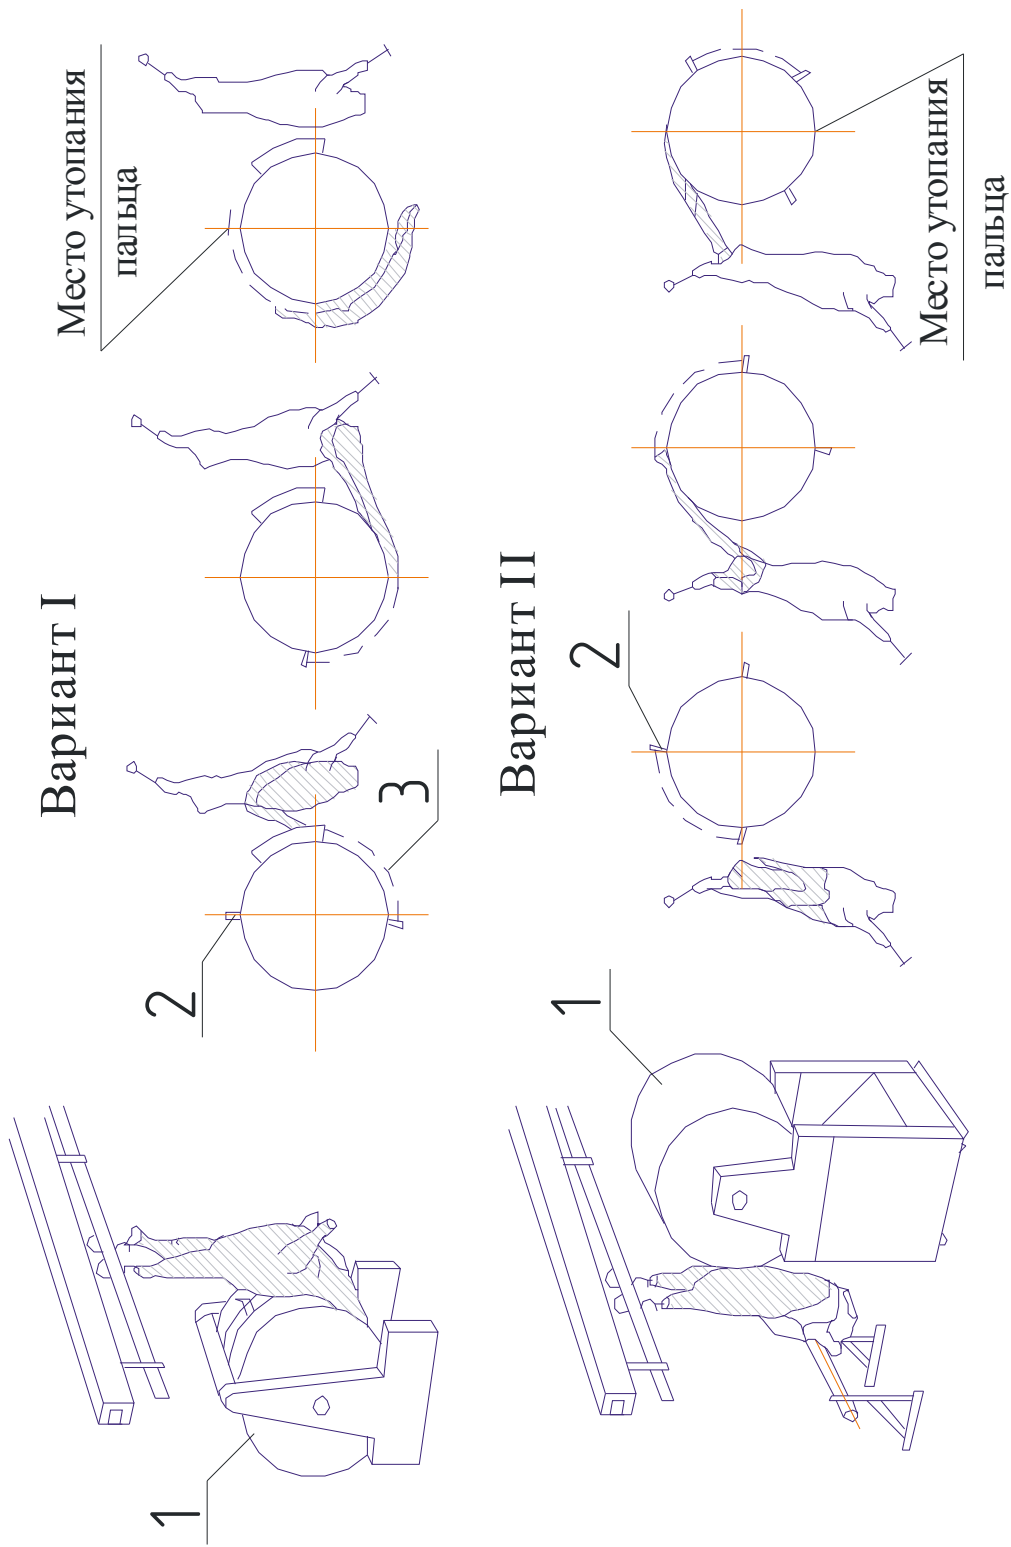 Вариант I
1
2
3
Место утопания
пальца
Вариант II
1
2
Место утопания
пальца